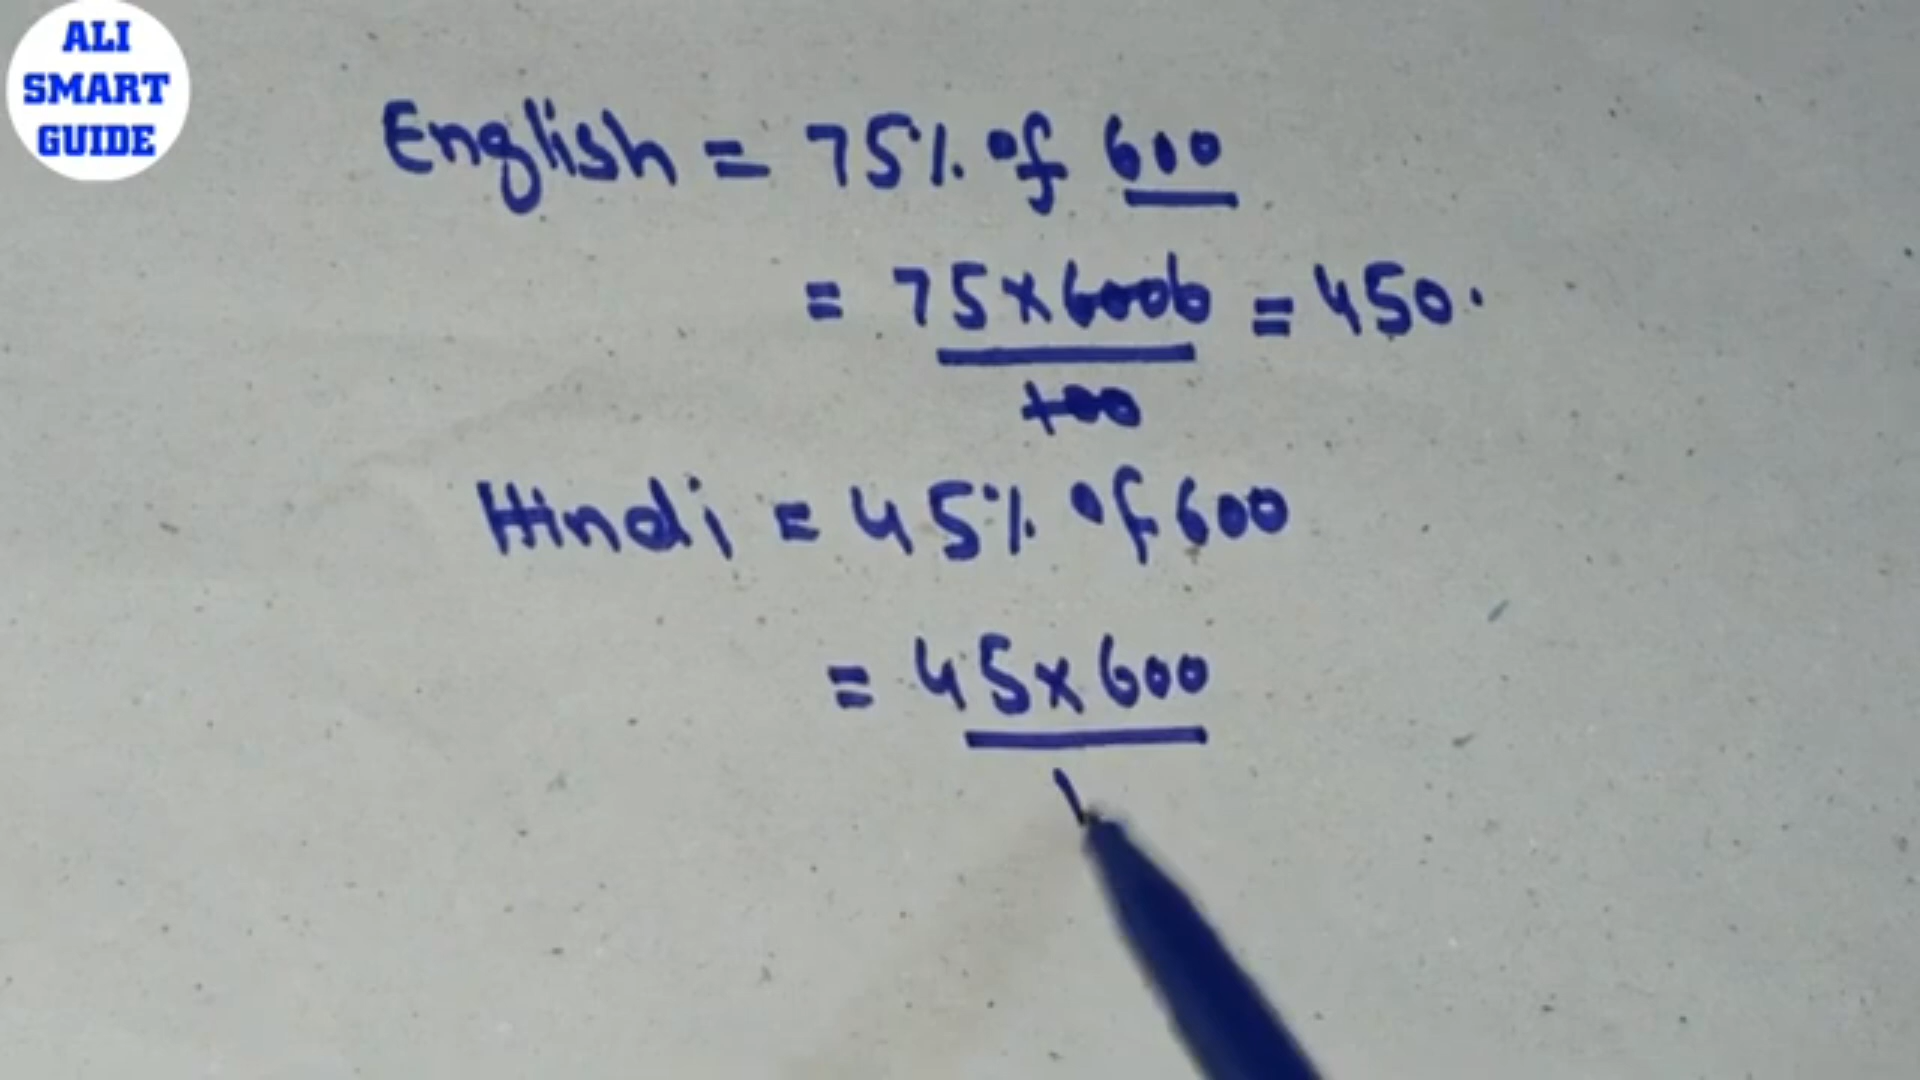 ALI
SMART
GUIDE
English = 75% of 600
= 75×600 = 450.
100
Hindi = 45% of 600
= 45×600